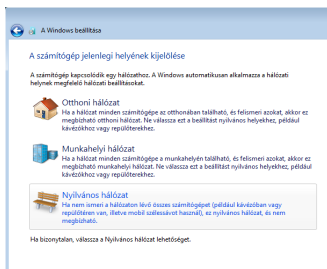 A Windows beállítása
A számítógép jelenlegi helyének kijelölése
A számítógép kapcsolódik egy hálózathoz. A Windows automatikusan alkalmazza a hálózati
helynek megfelelő hálózati beállításokat.
Otthoni hálózat
Ha a hálózat minden számítógépe az otthonában található, és felismeri azokat, akkor ez
megbízható otthoni hálózat. Ne válassza ezt a beállítást nyilvános helyekhez, például
kávézókhoz vagy repülőterekhez.
Munkahelyi hálózat
Ha a hálózat minden számítógépe a munkahelyén található, és felismeri azokat, akkor ez
megbízható munkahelyi hálózat. Ne válassza ezt a beállítást nyilvános helyekhez, például
kávézókhoz vagy repülőterekhez.
Nyilvános hálózat
Ha nem ismeri a hálózaton lévő összes számítógépet (például kávézóban vagy
repülőtéren van, illetve mobil szélessávot használ), ez nyilvános hálózat, és nem
megbízható.
Ha bizonytalan, válassza a Nyilvános hálózat lehetőséget.